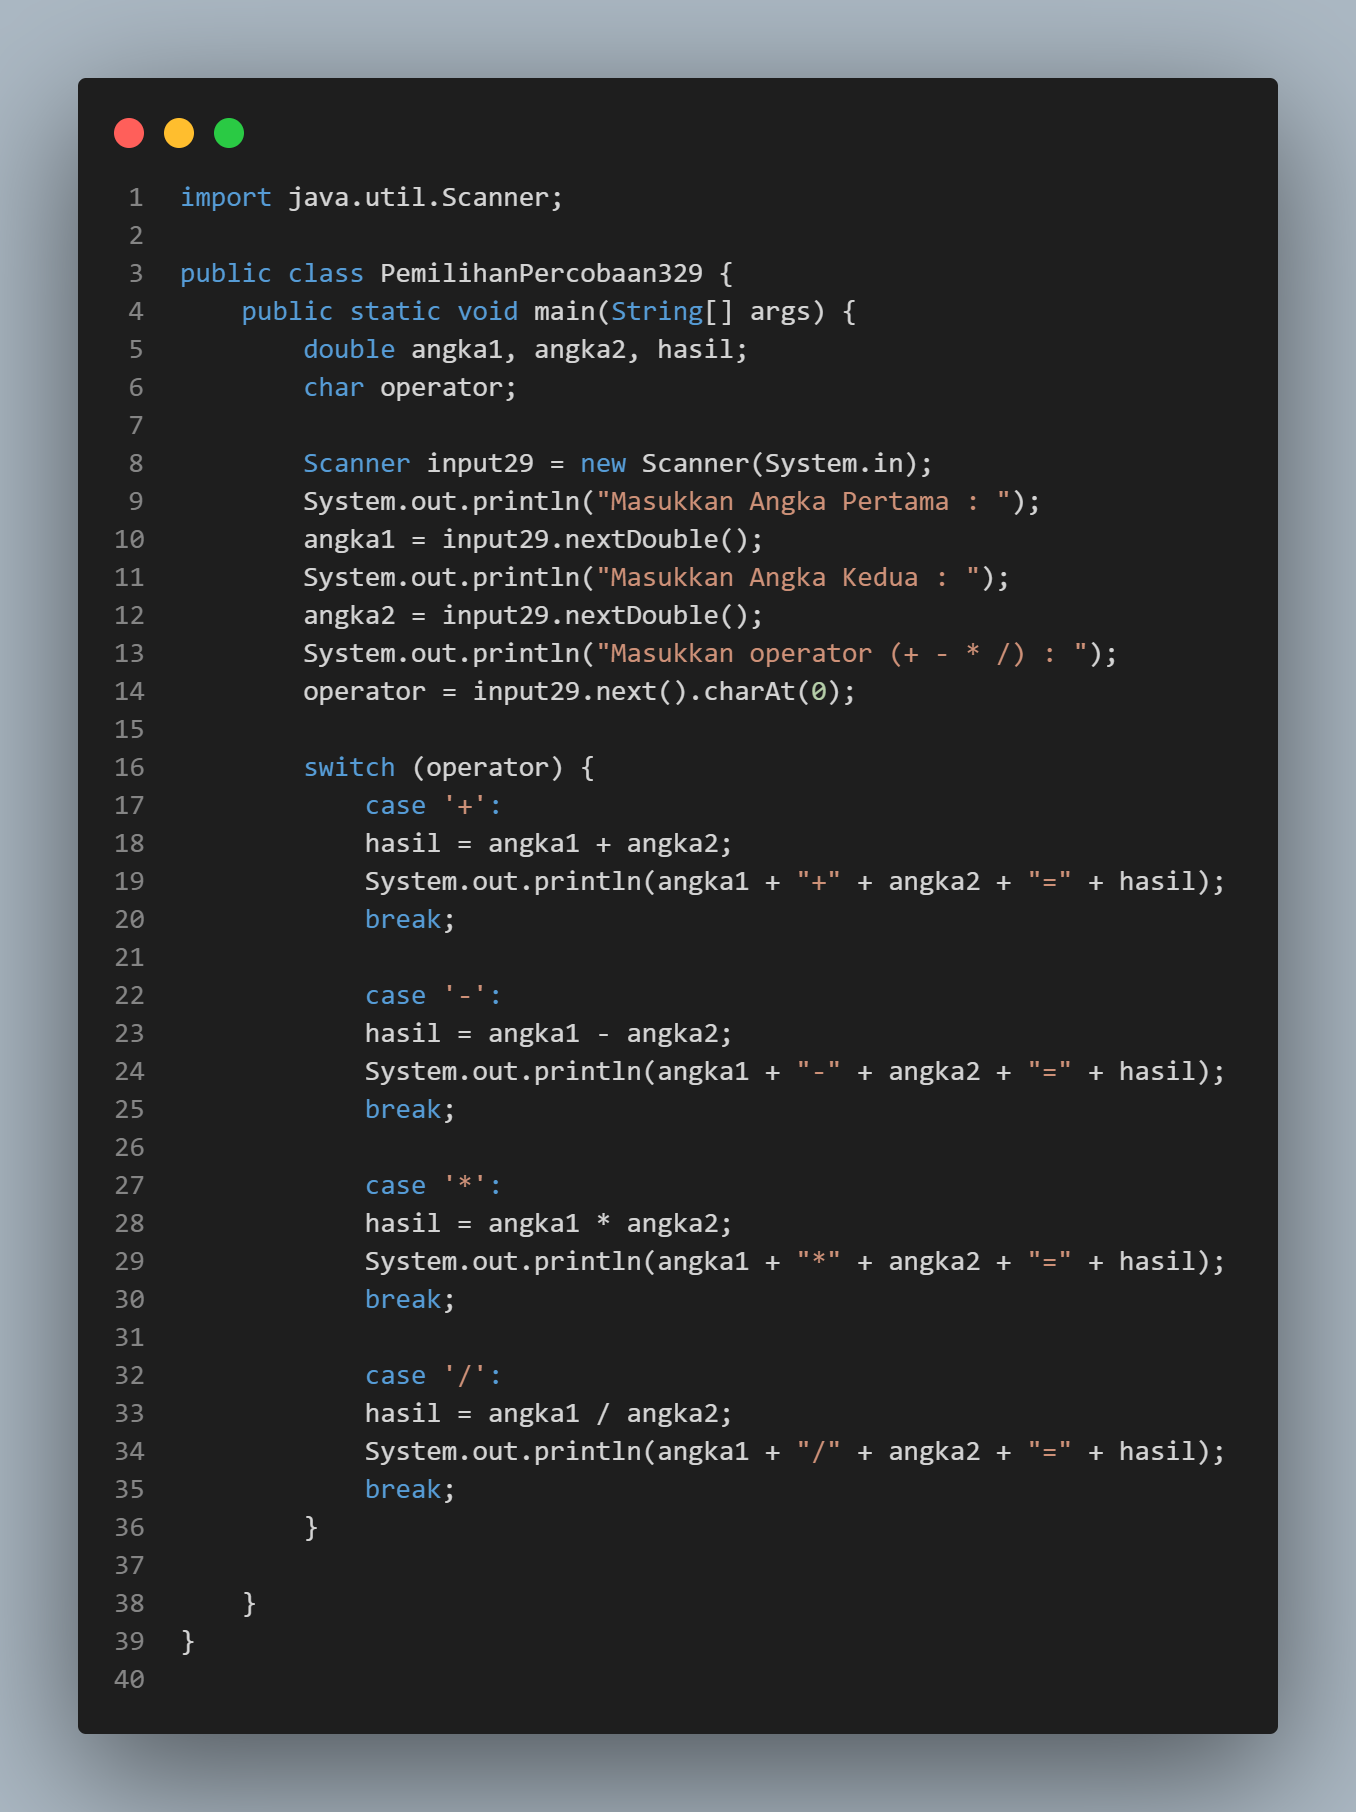 1 import java.util.Scanner;
2
3 public class PemilihanPercobaan329 {
4     public static void main(String[] args) {
5         double angka1, angka2, hasil;
6         char operator;
7
8         Scanner input29 = new Scanner(System.in);
9         System.out.println("Masukkan Angka Pertama : ");
10         angka1 = input29.nextDouble();
11         System.out.println("Masukkan Angka Kedua : ");
12         angka2 = input29.nextDouble();
13         System.out.println("Masukkan operator (+ - * /) : ");
14         operator = input29.next().charAt(0);
15
16         switch (operator) {
17             case '+':
18             hasil = angka1 + angka2;
19             System.out.println(angka1 + "+" + angka2 + "=" + hasil);
20             break;
21
22             case '-':
23             hasil = angka1 - angka2;
24             System.out.println(angka1 + "-" + angka2 + "=" + hasil);
25             break;
26
27             case '*':
28             hasil = angka1 * angka2;
29             System.out.println(angka1 + "*" + angka2 + "=" + hasil);
30             break;
31
32             case '/':
33             hasil = angka1 / angka2;
34             System.out.println(angka1 + "/" + angka2 + "=" + hasil);
35             break;
36         }
37
38     }
39 }
40